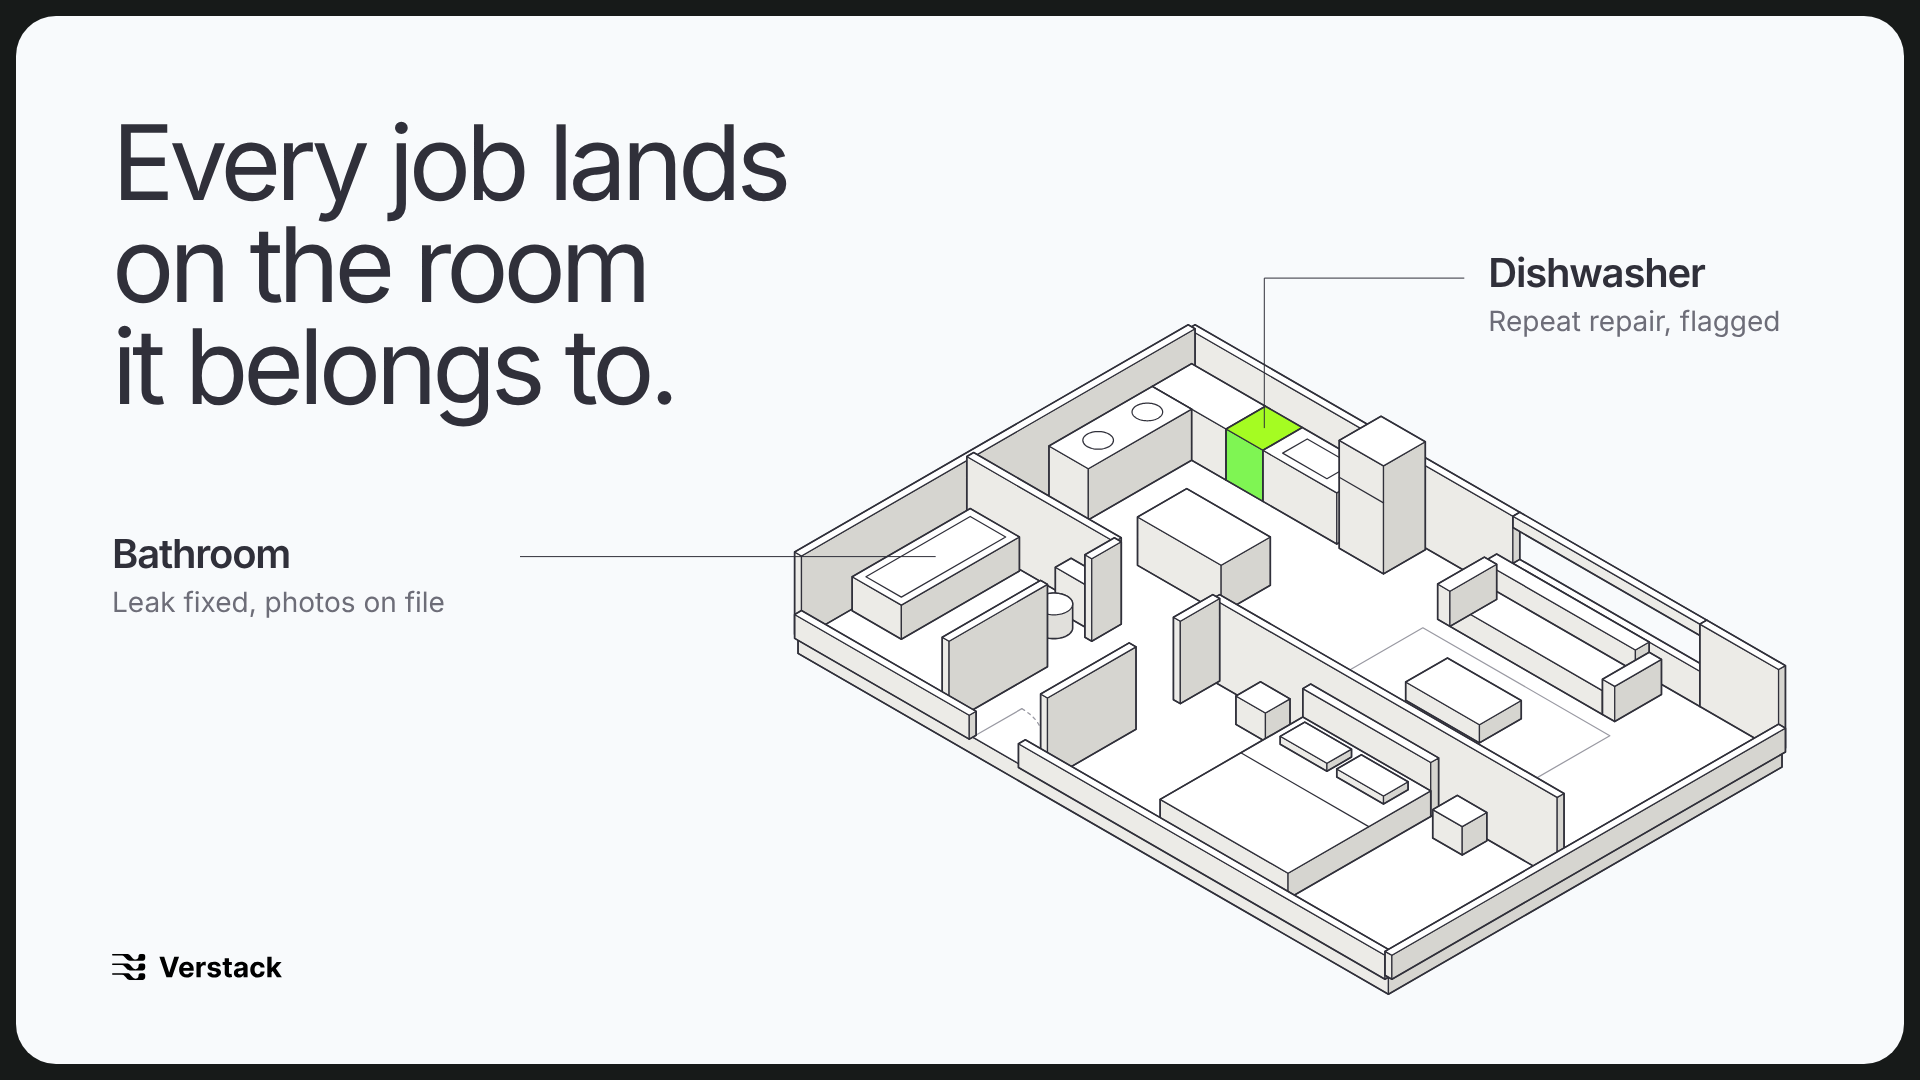 Every job lands
on the room
it belongs to.
Dishwasher
Repeat repair, flagged
Bathroom
Leak fixed, photos on file
Verstack